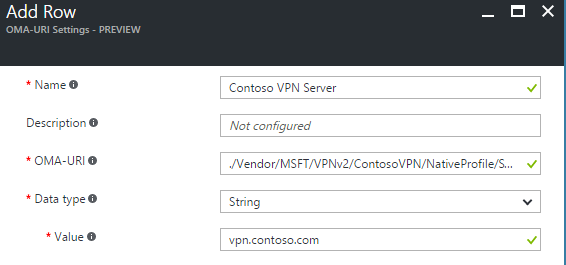 Add Row
OMA-URI Settings - PREVIEW
* Name
Contoso VPN Server
Description
Not configured
* OMA-URI
./Vendor/MSFT/VPNv2/ContosoVPN/NativeProfile/S...
* Data type
String
* Value
vpn.contoso.com